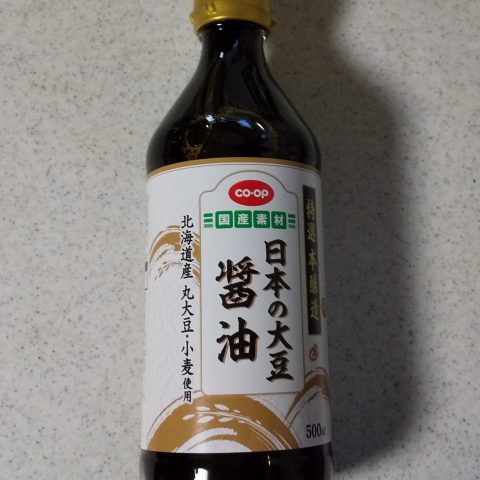 CO-OP
国産素材
日本の大豆
醤油
特選 本醸造
北海道産 丸大豆・小麦使用
500ml